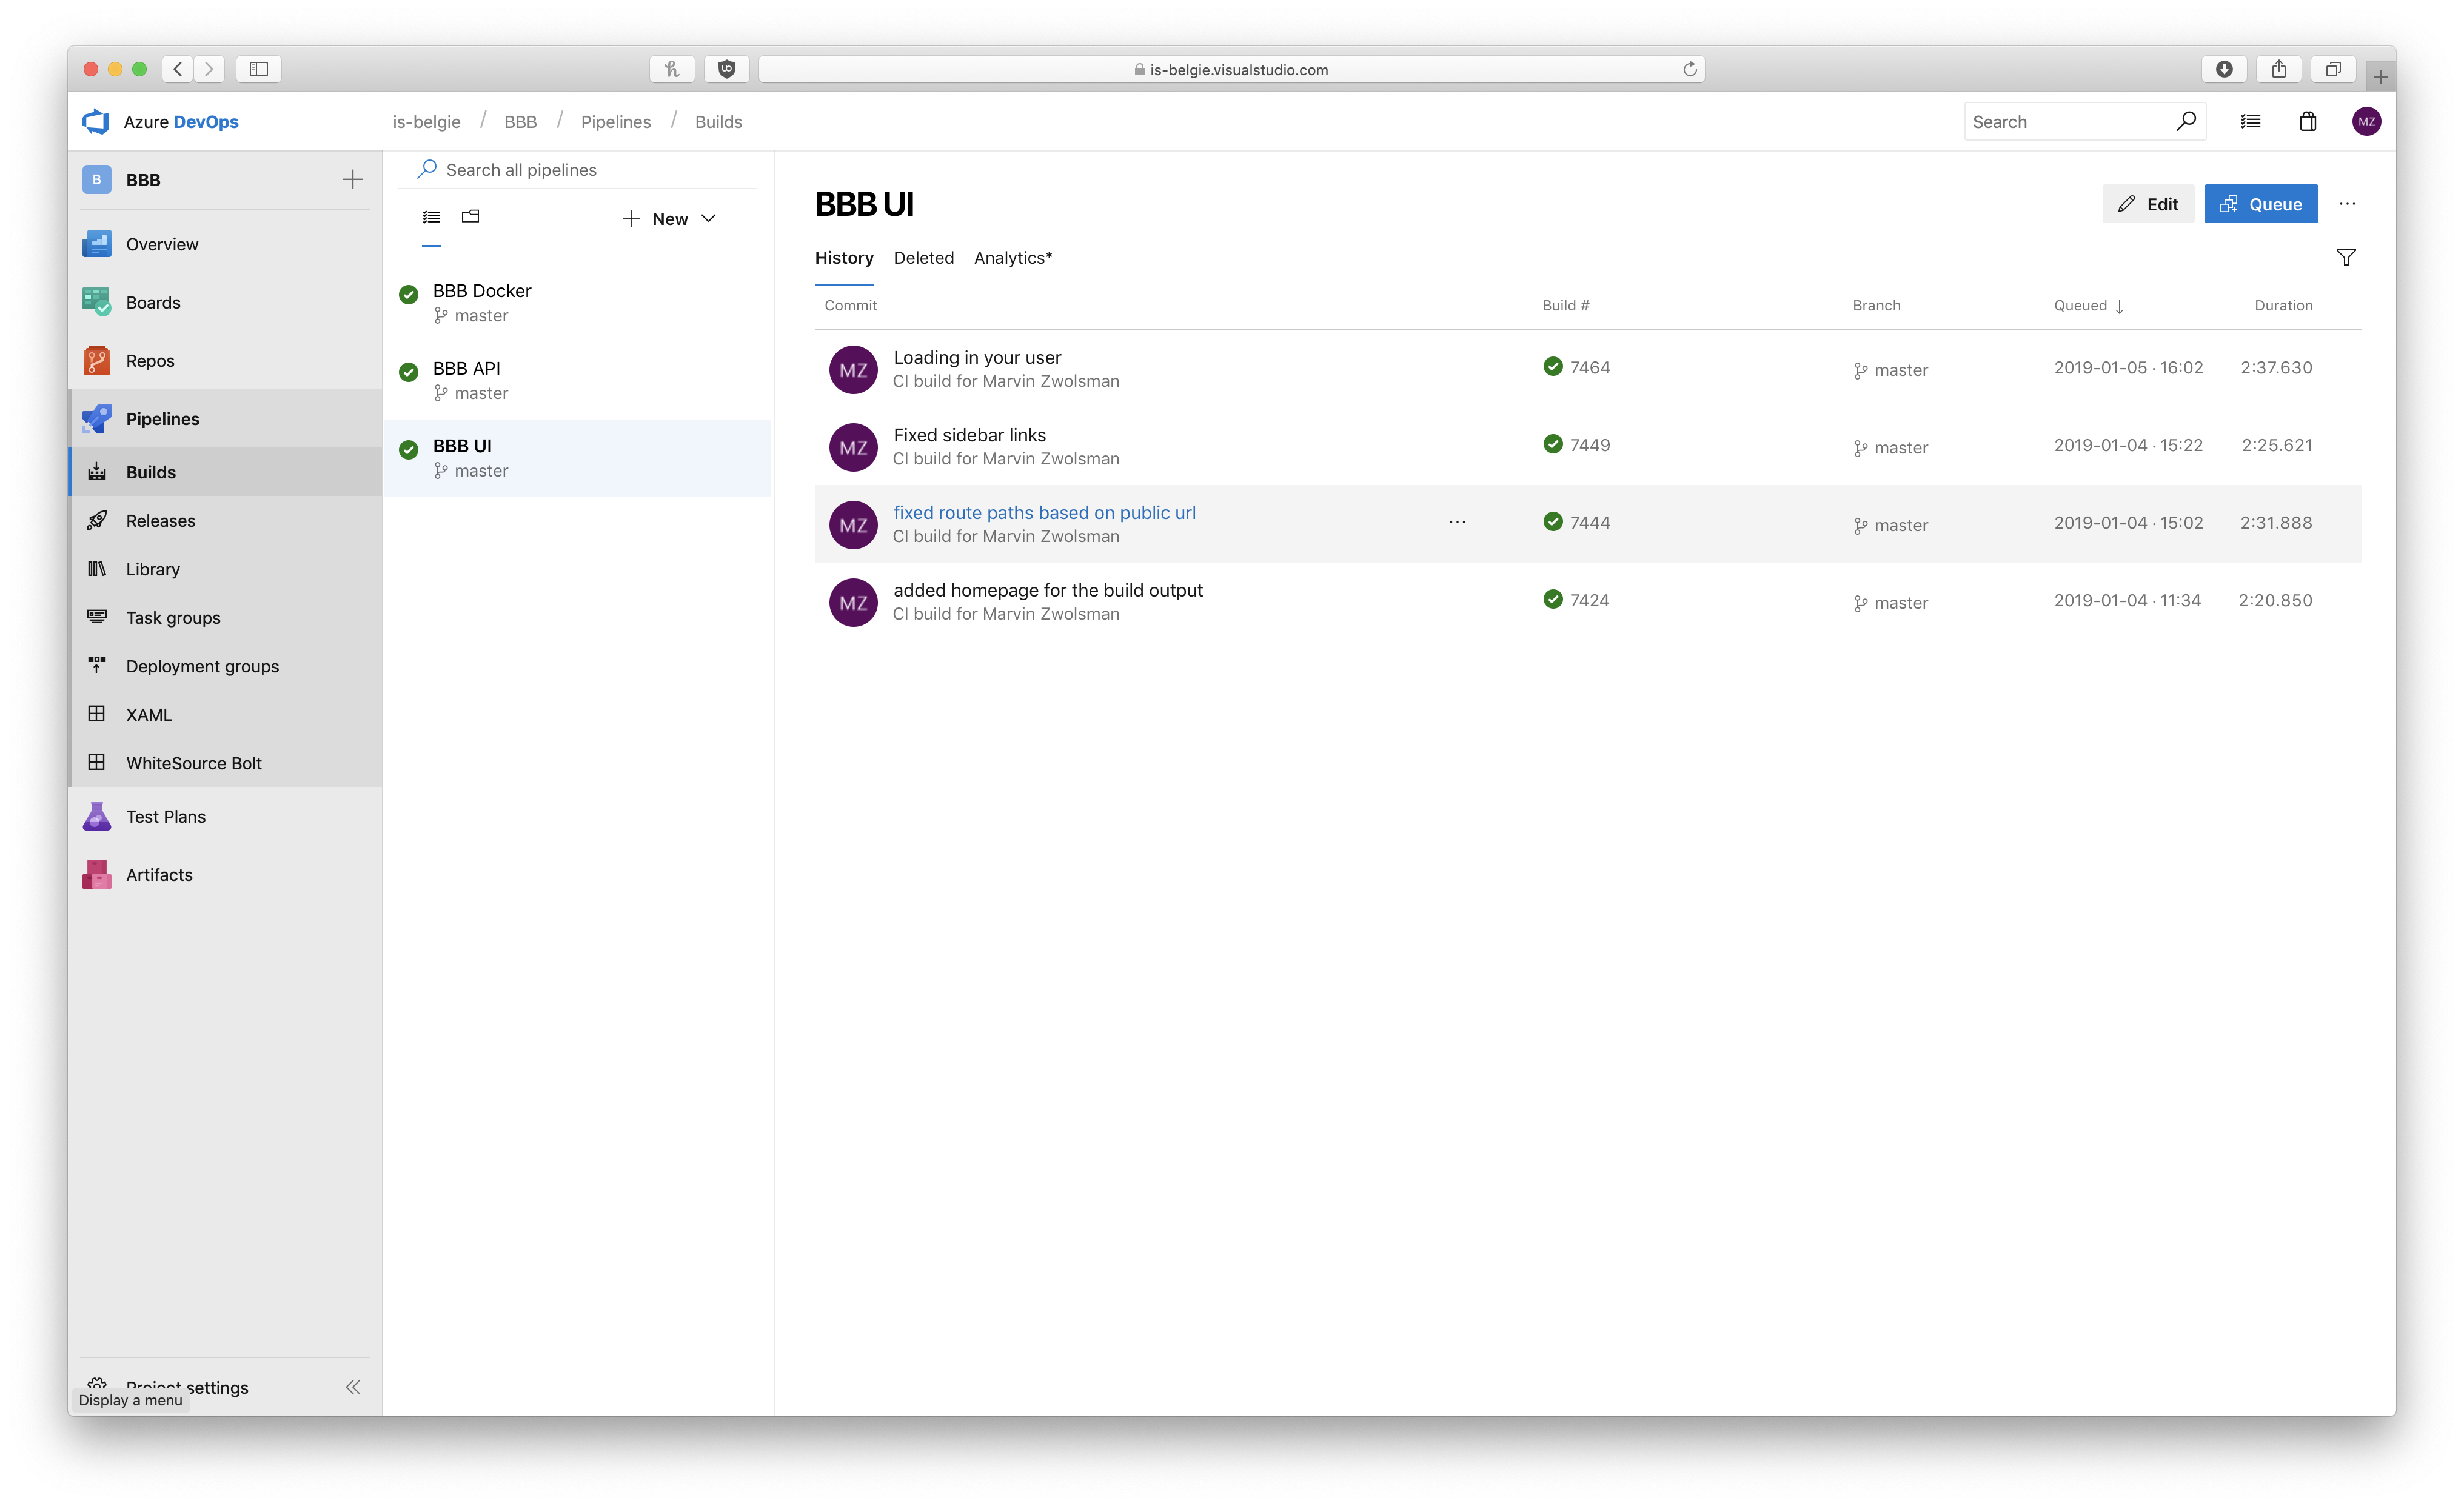 is-belgie.visualstudio.com
Azure DevOps
is-belgie / BBB / Pipelines / Builds
Search
MZ
B BBB
Overview
Boards
Repos
Pipelines
Builds
Releases
Library
Task groups
Deployment groups
XAML
WhiteSource Bolt
Test Plans
Artifacts
Project settings
Display a menu
Search all pipelines
New
BBB Docker
master
BBB API
master
BBB UI
master
BBB UI
Edit
Queue
History Deleted Analytics*
Commit Build # Branch Queued Duration
MZ Loading in your user 7464 master 2019-01-05 · 16:02 2:37.630
CI build for Marvin Zwolsman
MZ Fixed sidebar links 7449 master 2019-01-04 · 15:22 2:25.621
CI build for Marvin Zwolsman
MZ fixed route paths based on public url ... 7444 master 2019-01-04 · 15:02 2:31.888
CI build for Marvin Zwolsman
MZ added homepage for the build output 7424 master 2019-01-04 · 11:34 2:20.850
CI build for Marvin Zwolsman